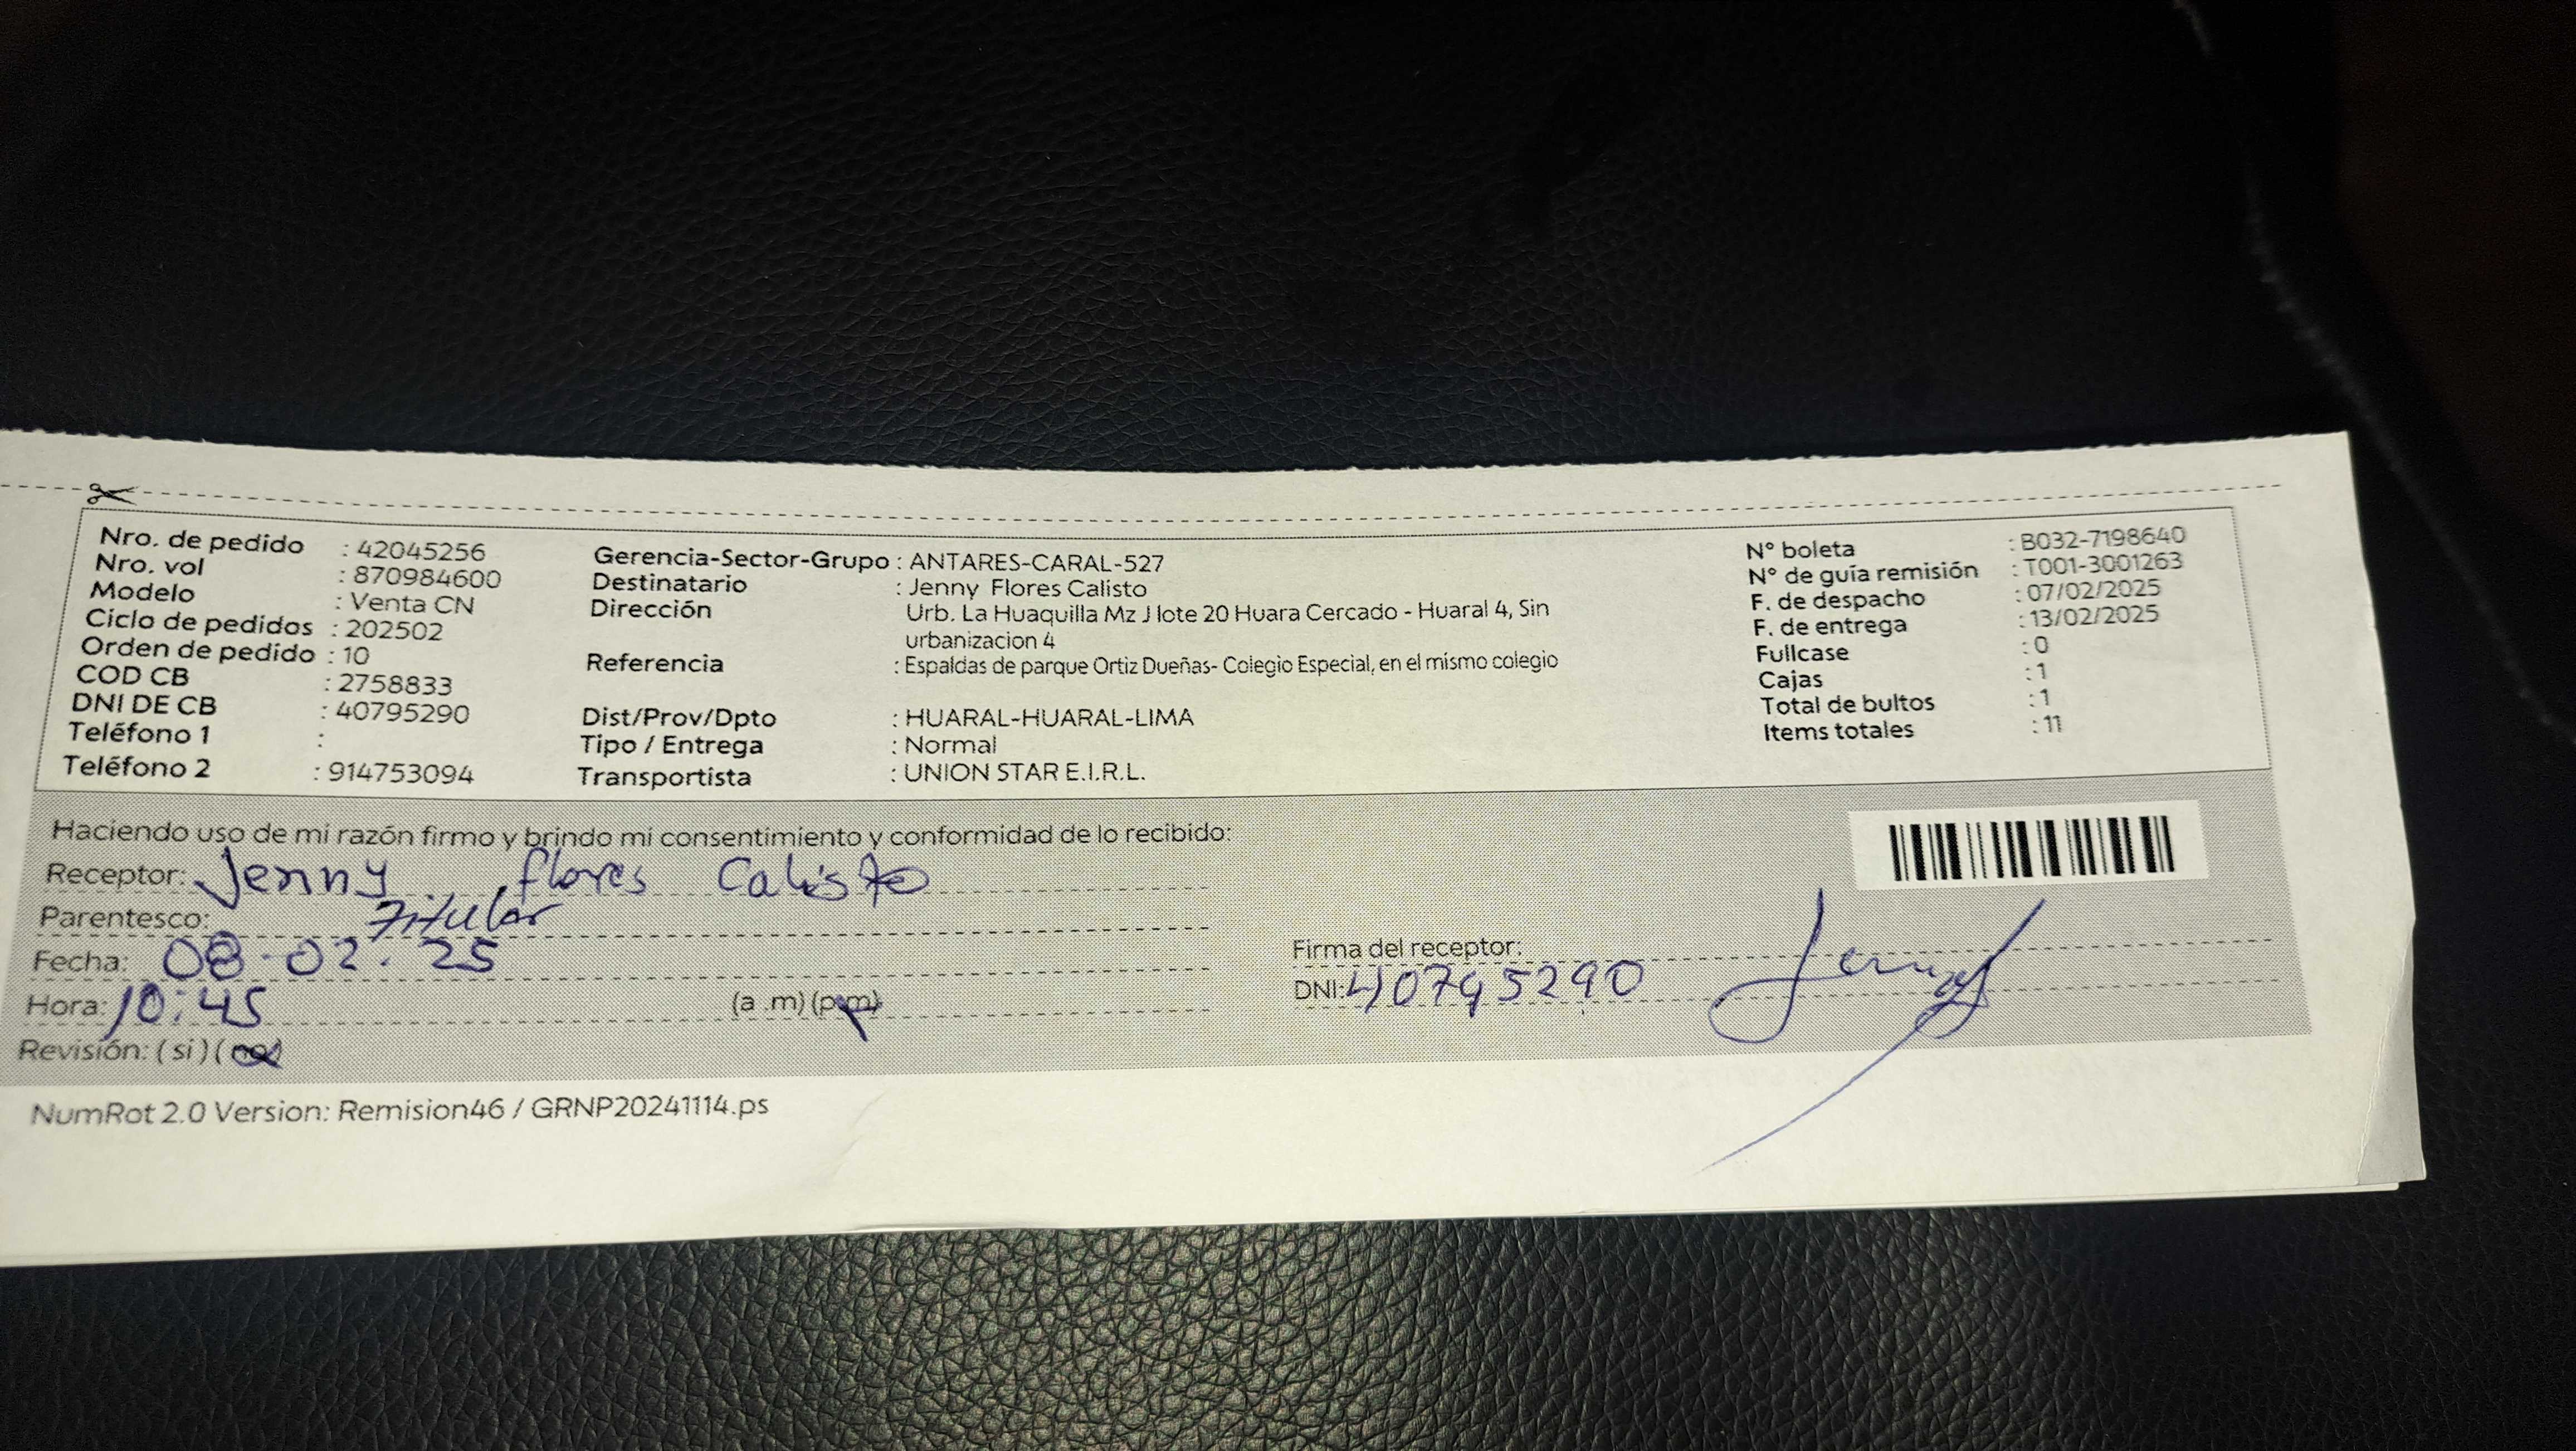 Nro. de pedido : 42045256
Nro. vol : 870984600
Modelo : Venta CN
Ciclo de pedidos : 202502
Orden de pedido : 10
COD CB : 2758833
DNI DE CB : 40795290
Teléfono 1 :
Teléfono 2 : 914753094
Gerencia-Sector-Grupo : ANTARES-CARAL-527
Destinatario : Jenny Flores Calisto
Dirección Urb. La Huaquilla Mz J lote 20 Huara Cercado - Huaral 4, Sin
urbanizacion 4
Referencia : Espaldas de parque Ortiz Dueñas- Colegio Especial, en el mismo colegio
Dist/Prov/Dpto : HUARAL-HUARAL-LIMA
Tipo / Entrega : Normal
Transportista : UNION STAR E.I.R.L.
N° boleta : B032-7198640
N° de guía remisión : T001-3001263
F. de despacho : 07/02/2025
F. de entrega : 13/02/2025
Fullcase : 0
Cajas : 1
Total de bultos : 1
Items totales : 11
Haciendo uso de mi razón firmo y brindo mi consentimiento y conformidad de lo recibido:
Receptor: Jenny flores Calisto
Parentesco: Titular
Fecha: 08-02.25
Hora: 10:45 (a .m) (p.m)
Revisión: ( si ) ( no )
Firma del receptor:
DNI: 40795290
NumRot 2.0 Version: Remision46 / GRNP20241114.ps